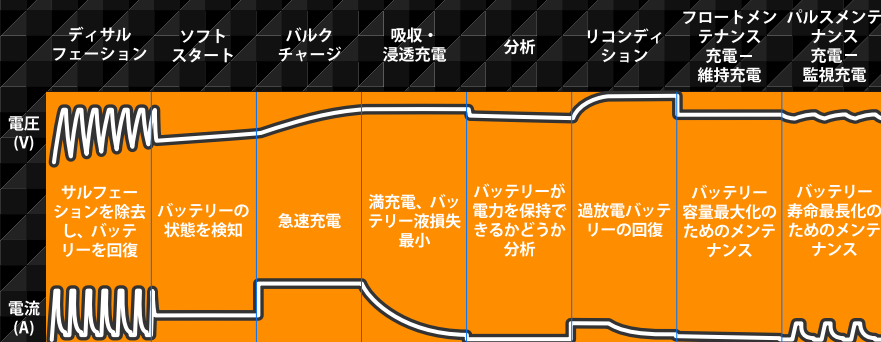 ディサル
フェーション
ソフト
スタート
バルク
チャージ
吸収・
浸透充電
分析
リコンディ
ション
フロートメン
テナンス
充電ー
維持充電
パルスメンテ
ナンス
充電ー
監視充電
電圧
(V)
サルフェー
ションを除去
し、バッテ
リーを回復
バッテリーの
状態を検知
急速充電
満充電、バッ
テリー液損失
最小
バッテリーが
電力を保持で
きるかどうか
分析
過放電バッテ
リーの回復
バッテリー
容量最大化の
ためのメンテ
ナンス
バッテリー
寿命最長化の
ためのメンテ
ナンス
電流
(A)